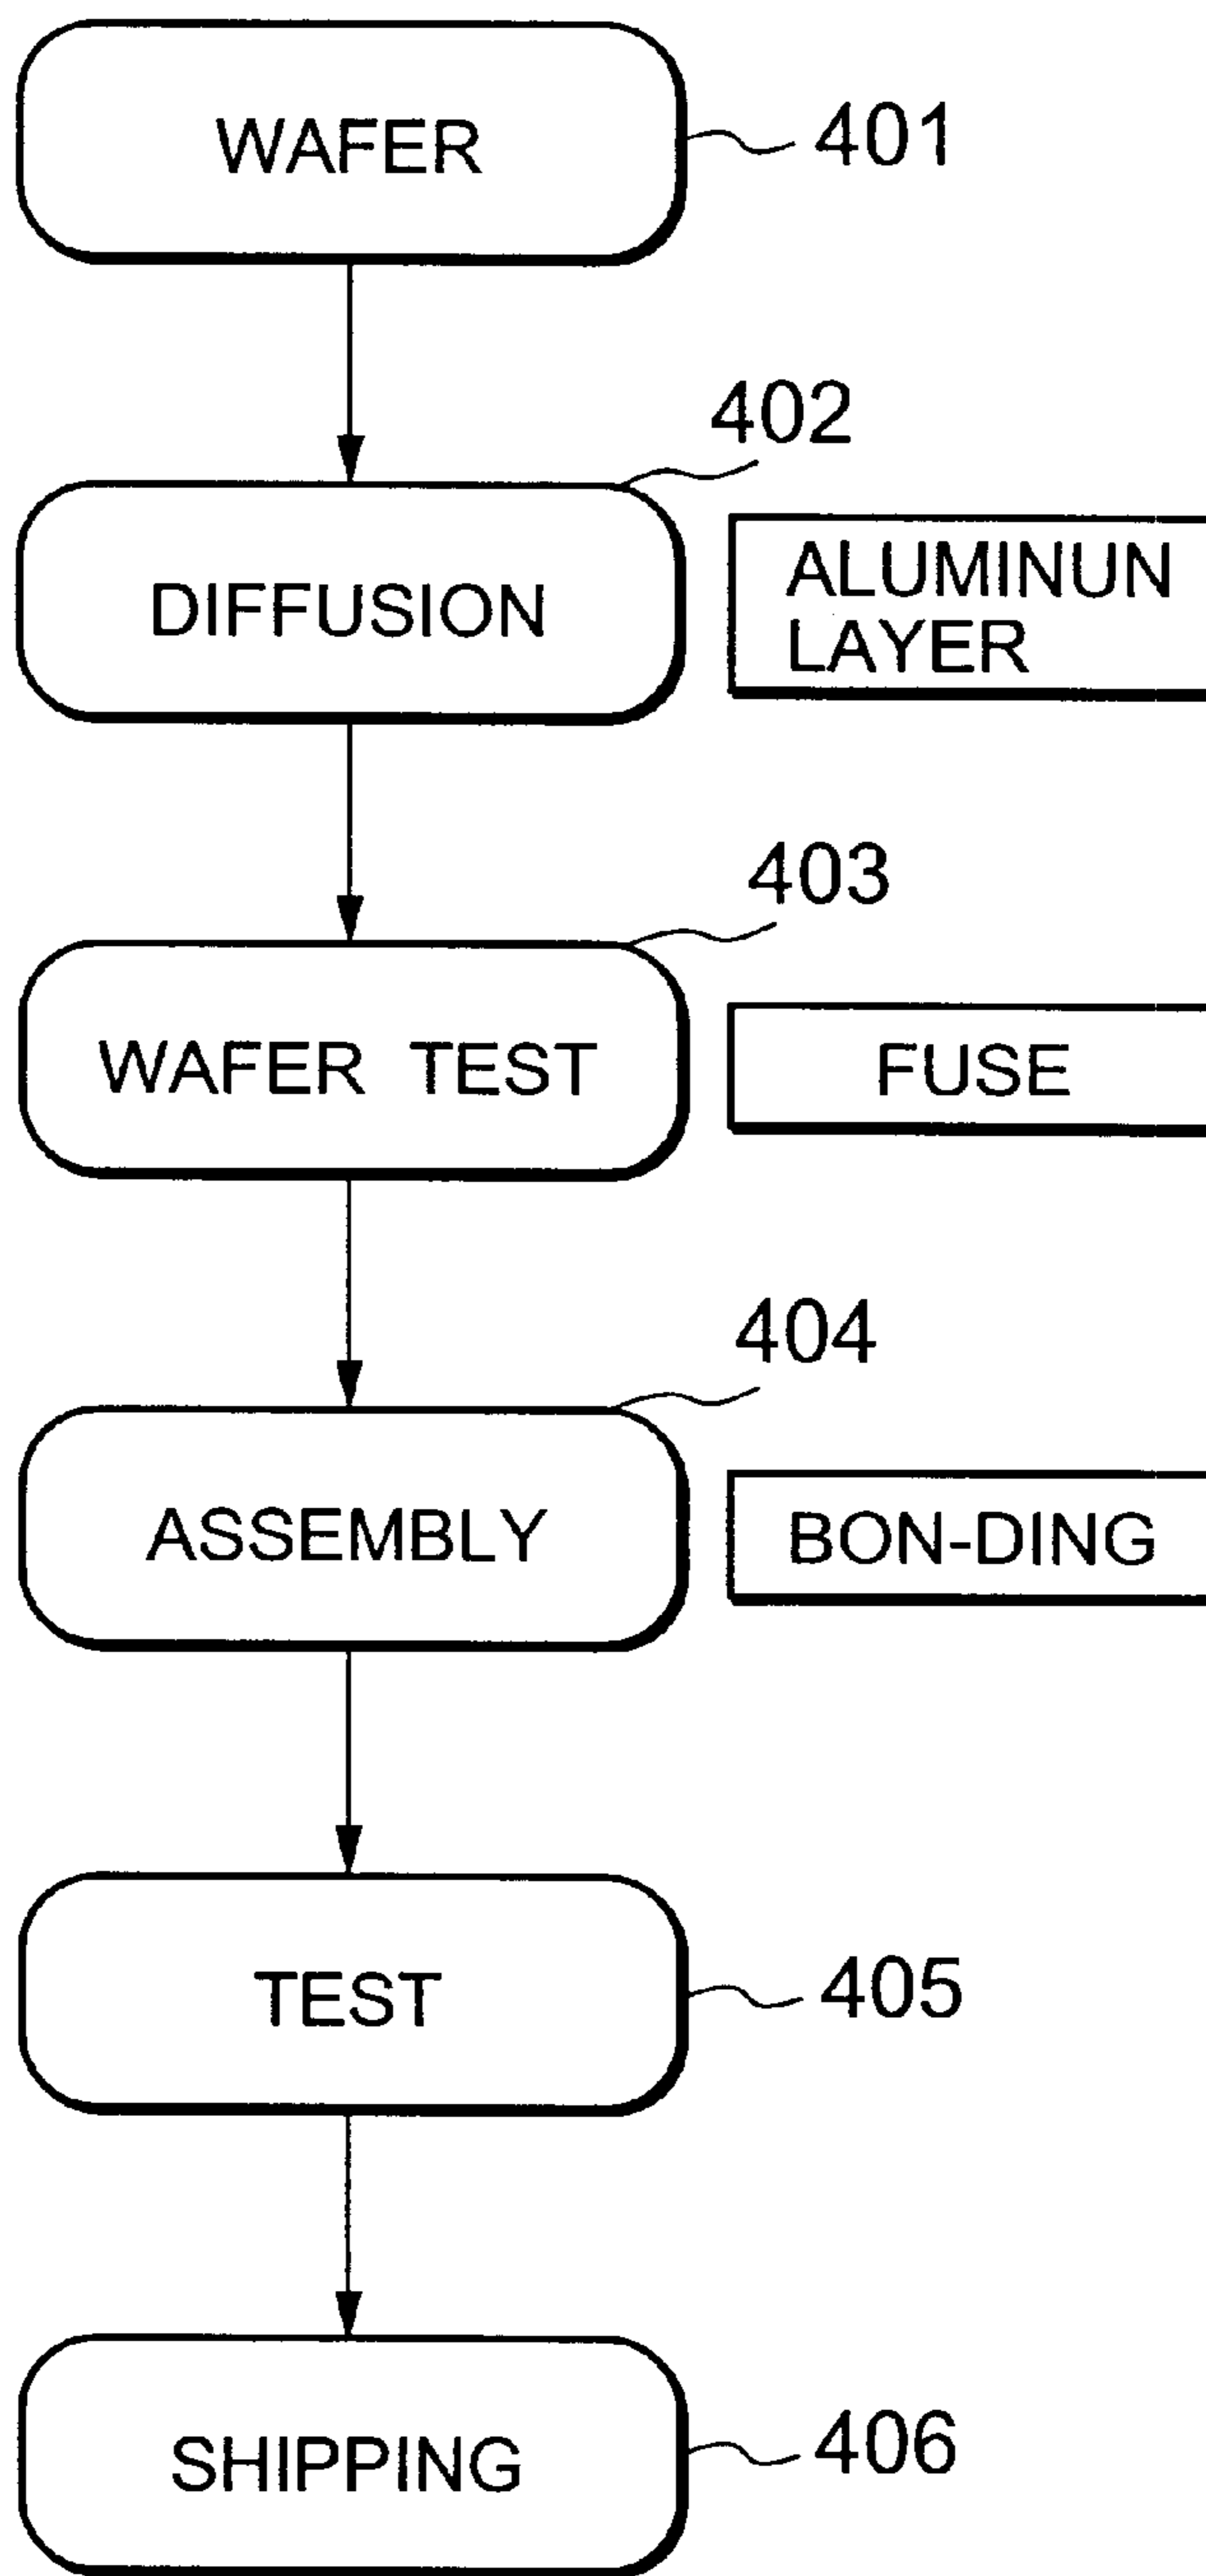 WAFER
401
402
DIFFUSION
ALUMINUN
LAYER
403
WAFER TEST
FUSE
404
ASSEMBLY
BON-DING
TEST
405
SHIPPING
406